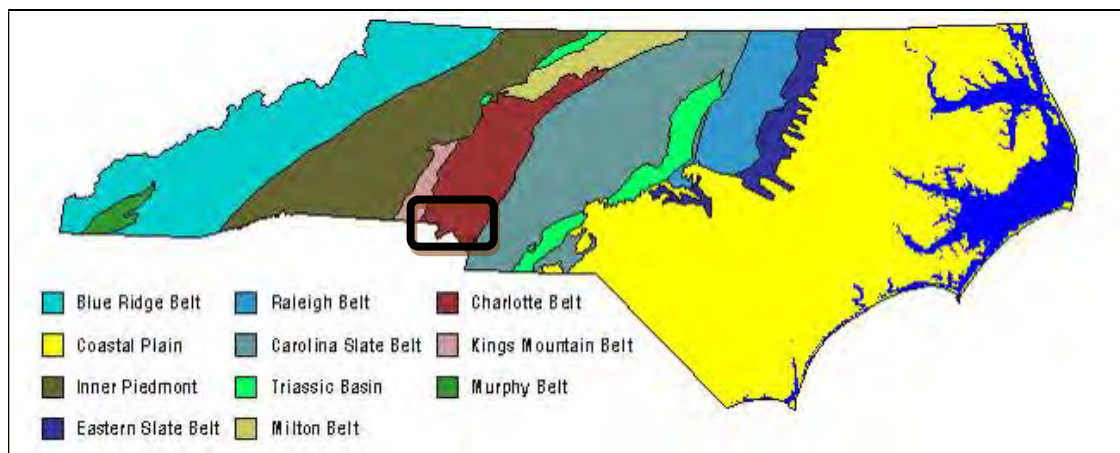 Blue Ridge Belt
Raleigh Belt
Charlotte Belt
Coastal Plain
Carolina Slate Belt
Kings Mountain Belt
Inner Piedmont
Triassic Basin
Murphy Belt
Eastern Slate Belt
Milton Belt